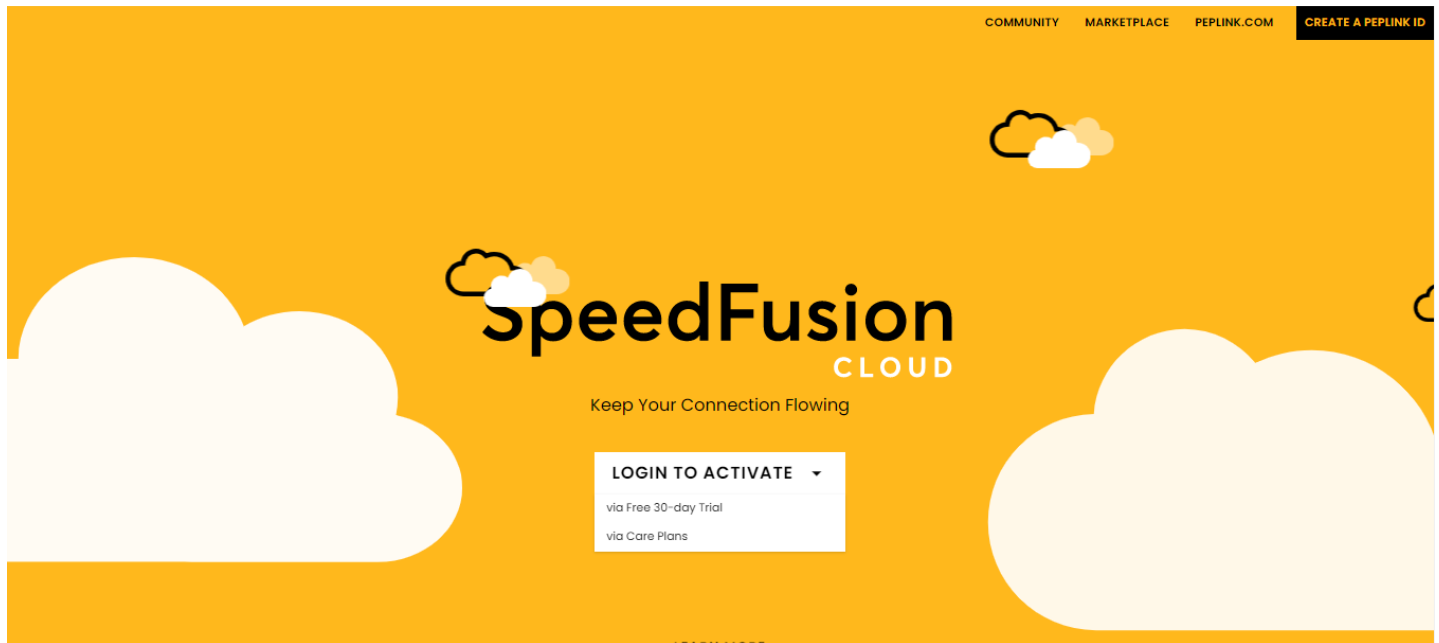 COMMUNITY MARKETPLACE PEPLINK.COM CREATE A PEPLINK ID
SpeedFusion
CLOUD
Keep Your Connection Flowing
LOGIN TO ACTIVATE
via Free 30-day Trial
via Care Plans